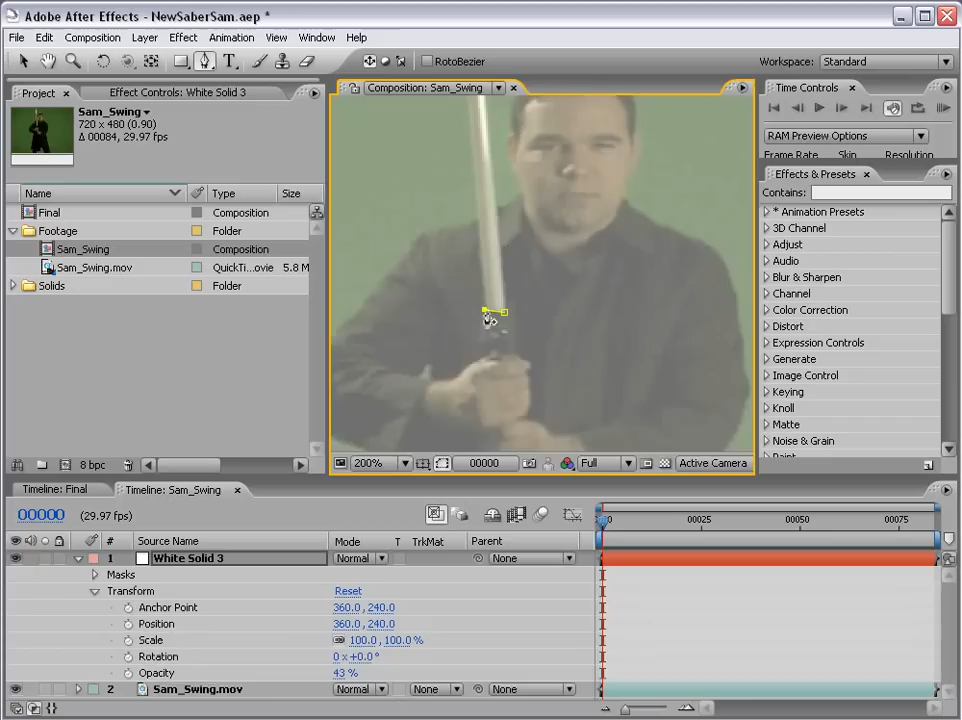 Adobe After Effects - NewSaberSam.aep *
File Edit Composition Layer Effect Animation View Window Help
RotoBezier
Workspace: Standard
Project Effect Controls: White Solid 3
Composition: Sam_Swing
Time Controls
Sam_Swing
720 x 480 (0.90)
Δ 00084, 29.97 fps
RAM Preview Options
Frame Rate Skip Resolution
Effects & Presets
Contains:
Name Type Size
Final Composition
Footage Folder
Sam_Swing Composition
Sam_Swing.mov QuickTi...ovie 5.8 M
Solids Folder
* Animation Presets
3D Channel
Adjust
Audio
Blur & Sharpen
Channel
Color Correction
Distort
Expression Controls
Generate
Image Control
Keying
Knoll
Matte
Noise & Grain
Paint
8 bpc
200% 00000 Full Active Camera
Timeline: Final Timeline: Sam_Swing
00000 (29.97 fps)
00025 00050 00075
# Source Name Mode T TrkMat Parent
1 White Solid 3 Normal None
Masks
Transform Reset
Anchor Point 360.0, 240.0
Position 360.0, 240.0
Scale 100.0, 100.0 %
Rotation 0 x +0.0 °
Opacity 43 %
2 Sam_Swing.mov Normal None None